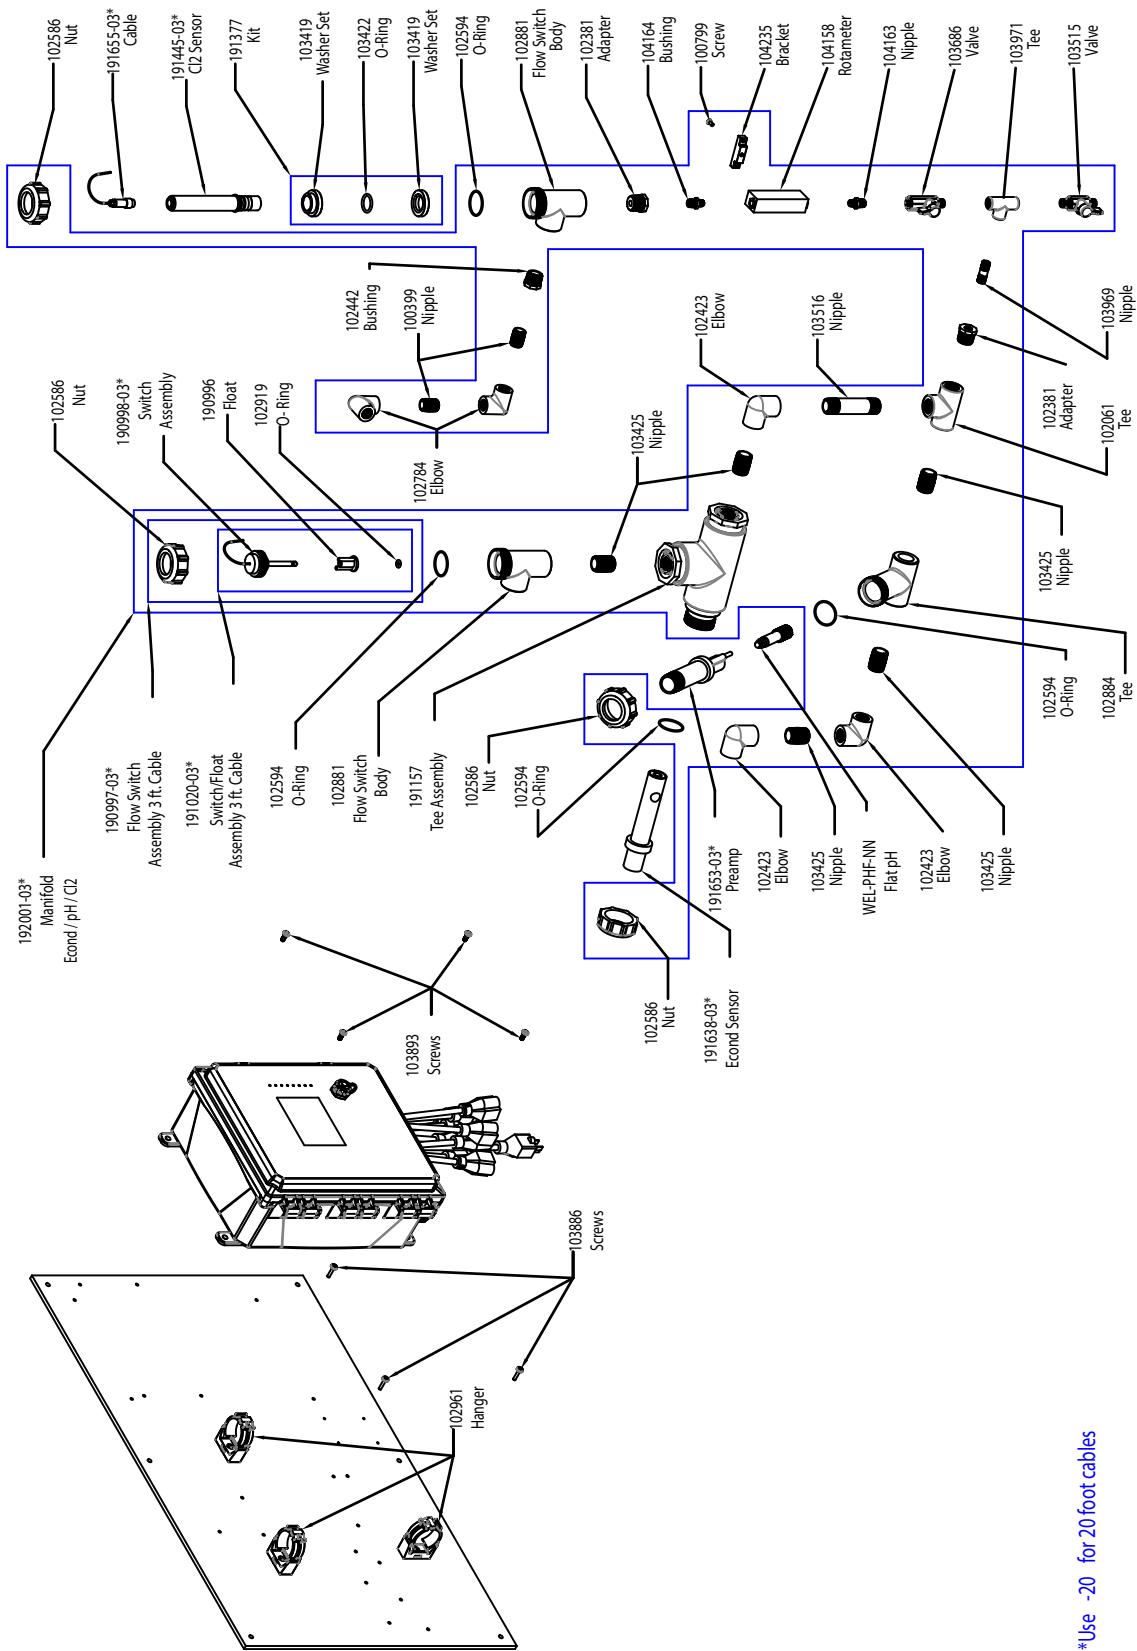 102586
Nut
191655-03*
Cable
191445-03*
Cl2 Sensor
191377
Kit
103419
Washer Set
103422
O-Ring
103419
Washer Set
102594
O-Ring
102881
Flow Switch
Body
102381
Adapter
104164
Bushing
100799
Screw
104235
Bracket
104158
Rotameter
104163
Nipple
103686
Valve
103971
Tee
103515
Valve
102442
Bushing
100399
Nipple
102784
Elbow
102423
Elbow
103516
Nipple
103969
Nipple
102381
Adapter
102061
Tee
103425
Nipple
102586
Nut
190998-03*
Switch
Assembly
190996
Float
102919
O- Ring
103425
Nipple
192001-03*
Manifold
Econd / pH / Cl2
190997-03*
Flow Switch
Assembly 3 ft. Cable
191020-03*
Switch/Float
Assembly 3 ft. Cable
102594
O-Ring
102881
Flow Switch
Body
191157
Tee Assembly
102586
Nut
102594
O-Ring
191653-03*
Preamp
102423
Elbow
103425
Nipple
WEL-PHF-NN
Flat pH
102423
Elbow
103425
Nipple
102594
O-Ring
102884
Tee
102586
Nut
191638-03*
Econd Sensor
103893
Screws
103886
Screws
102961
Hanger
*Use -20 for 20 foot cables